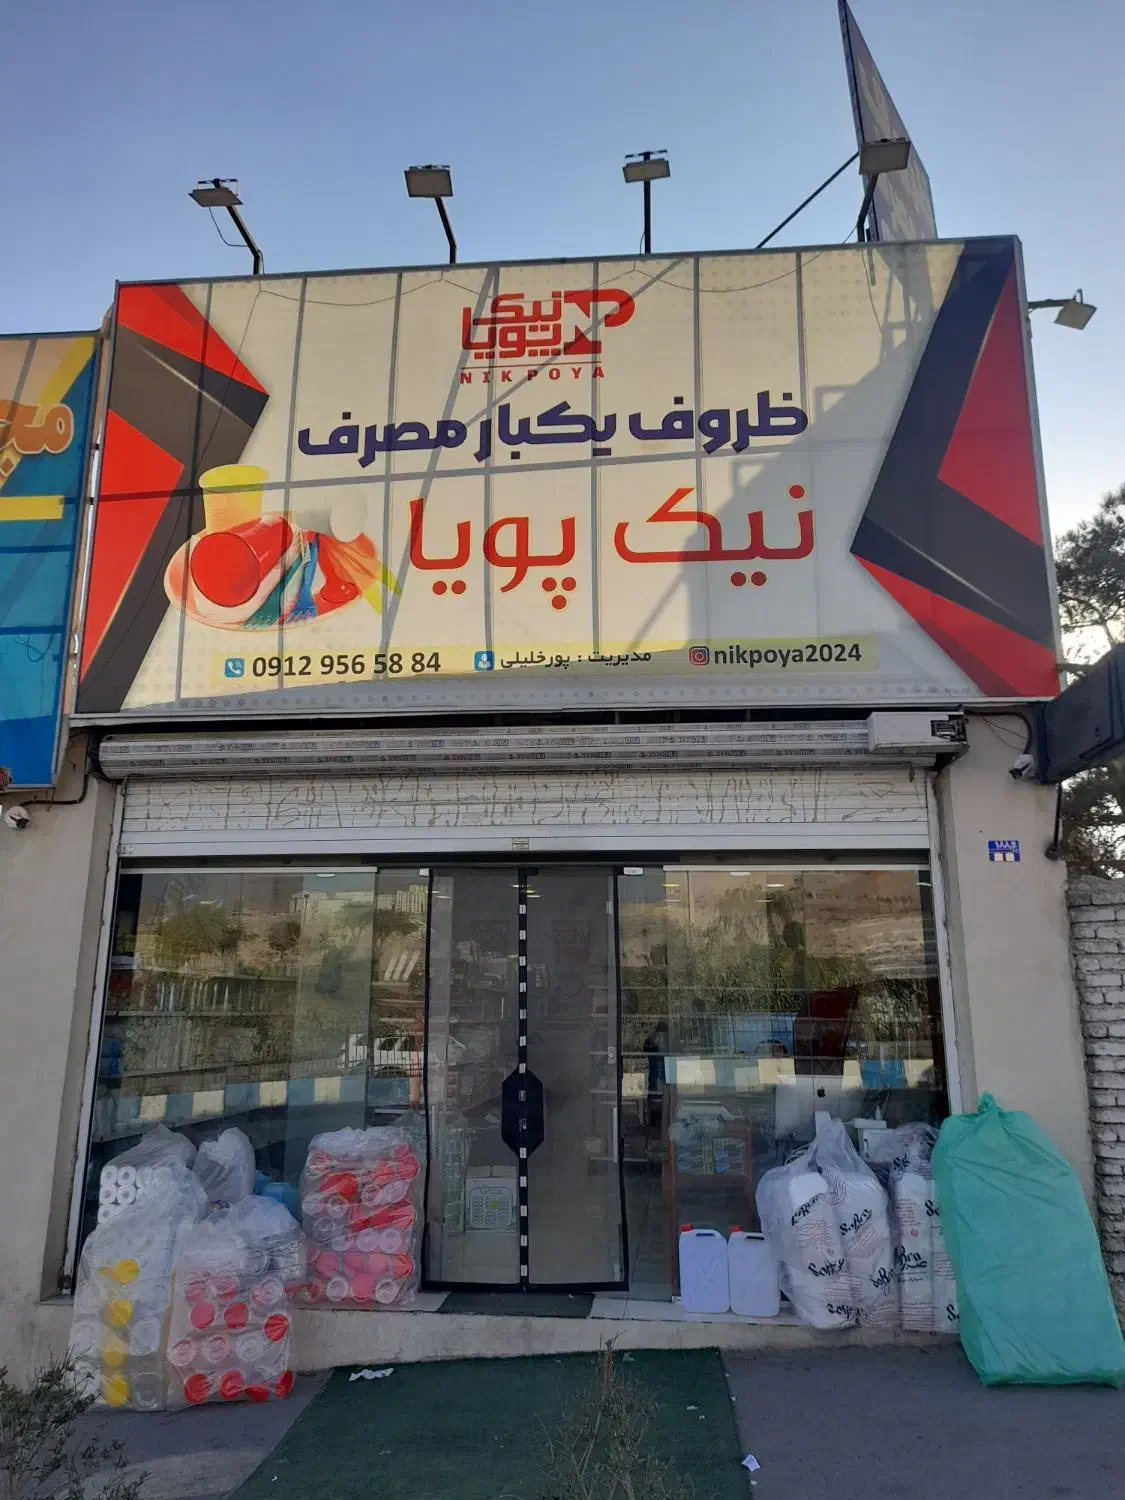 نیک پویا
NIKPOYA
ظروف یکبار مصرف
نیک پویا
0912 956 58 84
مدیریت : پورخلیلی
nikpoya2024